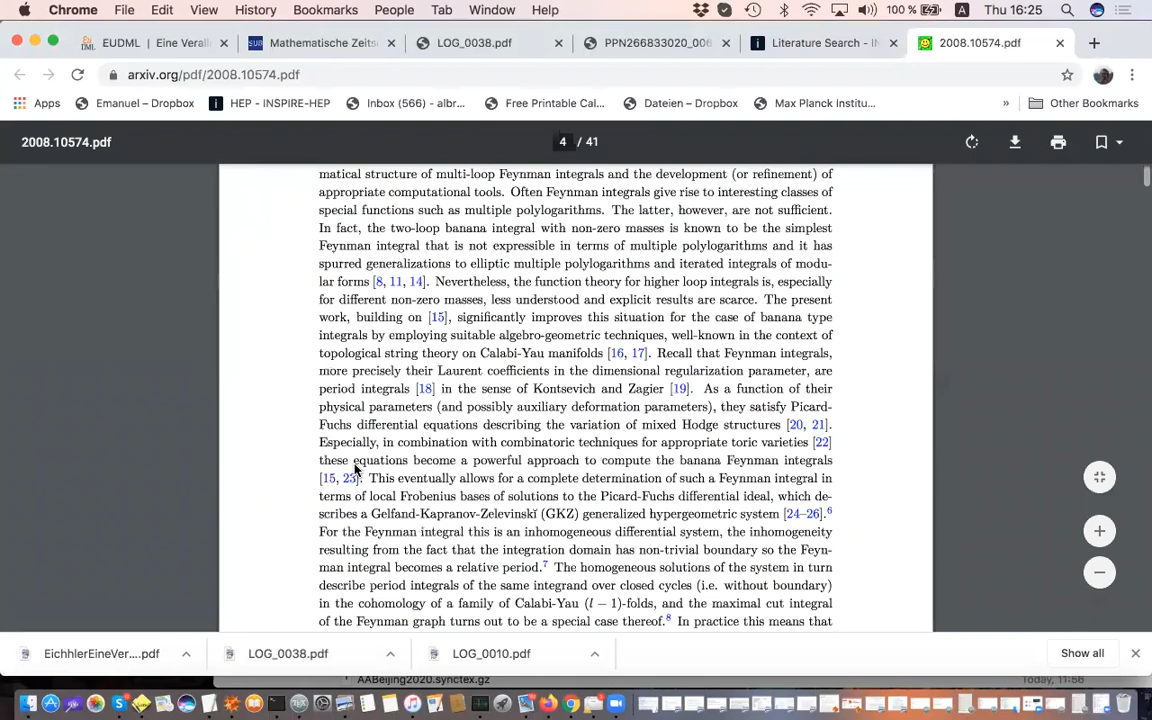 Chrome File Edit View History Bookmarks People Tab Window Help 100 % A Thu 16:25
EUDML | Eine Verall
Mathematische Zeits
LOG_0038.pdf
PPN266833020_006
Literature Search - IN
2008.10574.pdf
arxiv.org/pdf/2008.10574.pdf
Apps Emanuel – Dropbox HEP - INSPIRE-HEP Inbox (566) - albr... Free Printable Cal... Dateien – Dropbox Max Planck Institu... » Other Bookmarks
2008.10574.pdf 4 / 41
matical structure of multi-loop Feynman integrals and the development (or refinement) of
appropriate computational tools. Often Feynman integrals give rise to interesting classes of
special functions such as multiple polylogarithms. The latter, however, are not sufficient.
In fact, the two-loop banana integral with non-zero masses is known to be the simplest
Feynman integral that is not expressible in terms of multiple polylogarithms and it has
spurred generalizations to elliptic multiple polylogarithms and iterated integrals of modu-
lar forms [8, 11, 14]. Nevertheless, the function theory for higher loop integrals is, especially
for different non-zero masses, less understood and explicit results are scarce. The present
work, building on [15], significantly improves this situation for the case of banana type
integrals by employing suitable algebro-geometric techniques, well-known in the context of
topological string theory on Calabi-Yau manifolds [16, 17]. Recall that Feynman integrals,
more precisely their Laurent coefficients in the dimensional regularization parameter, are
period integrals [18] in the sense of Kontsevich and Zagier [19]. As a function of their
physical parameters (and possibly auxiliary deformation parameters), they satisfy Picard-
Fuchs differential equations describing the variation of mixed Hodge structures [20, 21].
Especially, in combination with combinatoric techniques for appropriate toric varieties [22]
these equations become a powerful approach to compute the banana Feynman integrals
[15, 23]. This eventually allows for a complete determination of such a Feynman integral in
terms of local Frobenius bases of solutions to the Picard-Fuchs differential ideal, which de-
scribes a Gelfand-Kapranov-Zelevinskĭ (GKZ) generalized hypergeometric system [24–26].⁶
For the Feynman integral this is an inhomogeneous differential system, the inhomogeneity
resulting from the fact that the integration domain has non-trivial boundary so the Feyn-
man integral becomes a relative period.⁷ The homogeneous solutions of the system in turn
describe period integrals of the same integrand over closed cycles (i.e. without boundary)
in the cohomology of a family of Calabi-Yau (l − 1)-folds, and the maximal cut integral
of the Feynman graph turns out to be a special case thereof.⁸ In practice this means that
EichhlerEineVer....pdf LOG_0038.pdf LOG_0010.pdf Show all
AABeijing2020.synctex.gz Today, 11:56